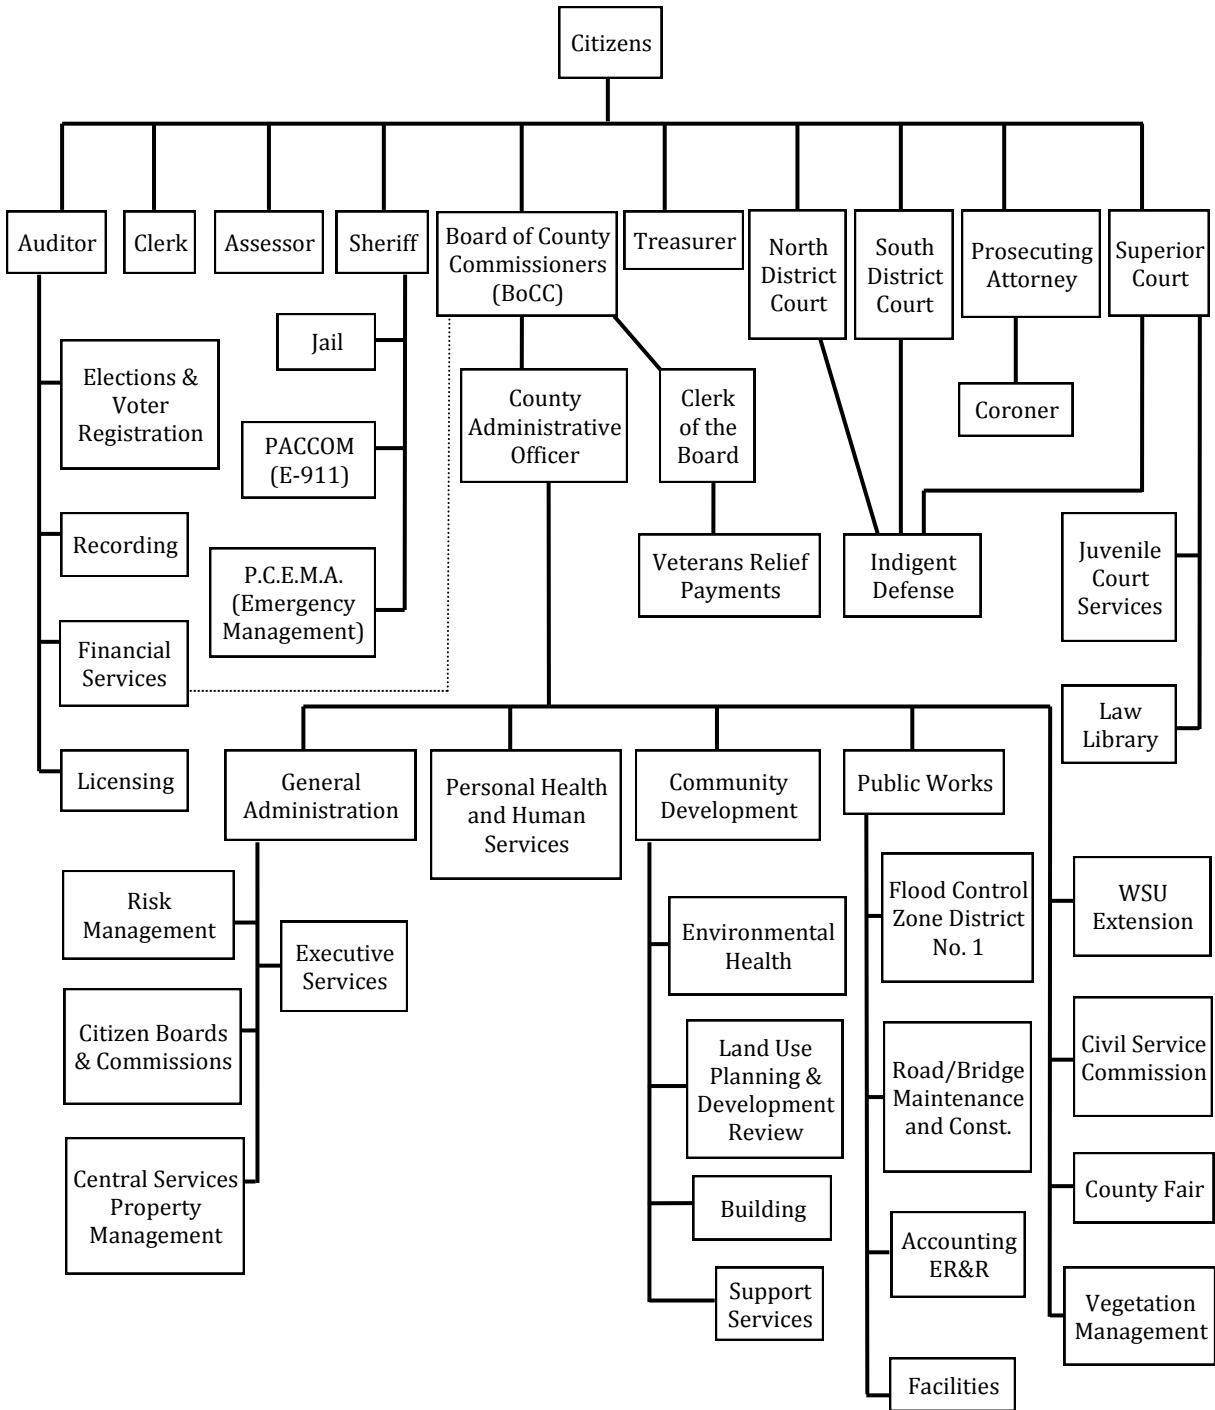 Citizens
Auditor
Clerk
Assessor
Sheriff
Board of County
Commissioners
(BoCC)
Treasurer
North
District
Court
South
District
Court
Prosecuting
Attorney
Superior
Court
Jail
Elections &
Voter
Registration
County
Administrative
Officer
Clerk
of the
Board
Coroner
PACCOM
(E-911)
Recording
P.C.E.M.A.
(Emergency
Management)
Veterans Relief
Payments
Indigent
Defense
Juvenile
Court
Services
Financial
Services
Law
Library
Licensing
General
Administration
Personal Health
and Human
Services
Community
Development
Public Works
Risk
Management
Executive
Services
Citizen Boards
& Commissions
Central Services
Property
Management
Environmental
Health
Land Use
Planning &
Development
Review
Building
Support
Services
Flood Control
Zone District
No. 1
Road/Bridge
Maintenance
and Const.
Accounting
ER&R
Facilities
WSU
Extension
Civil Service
Commission
County Fair
Vegetation
Management